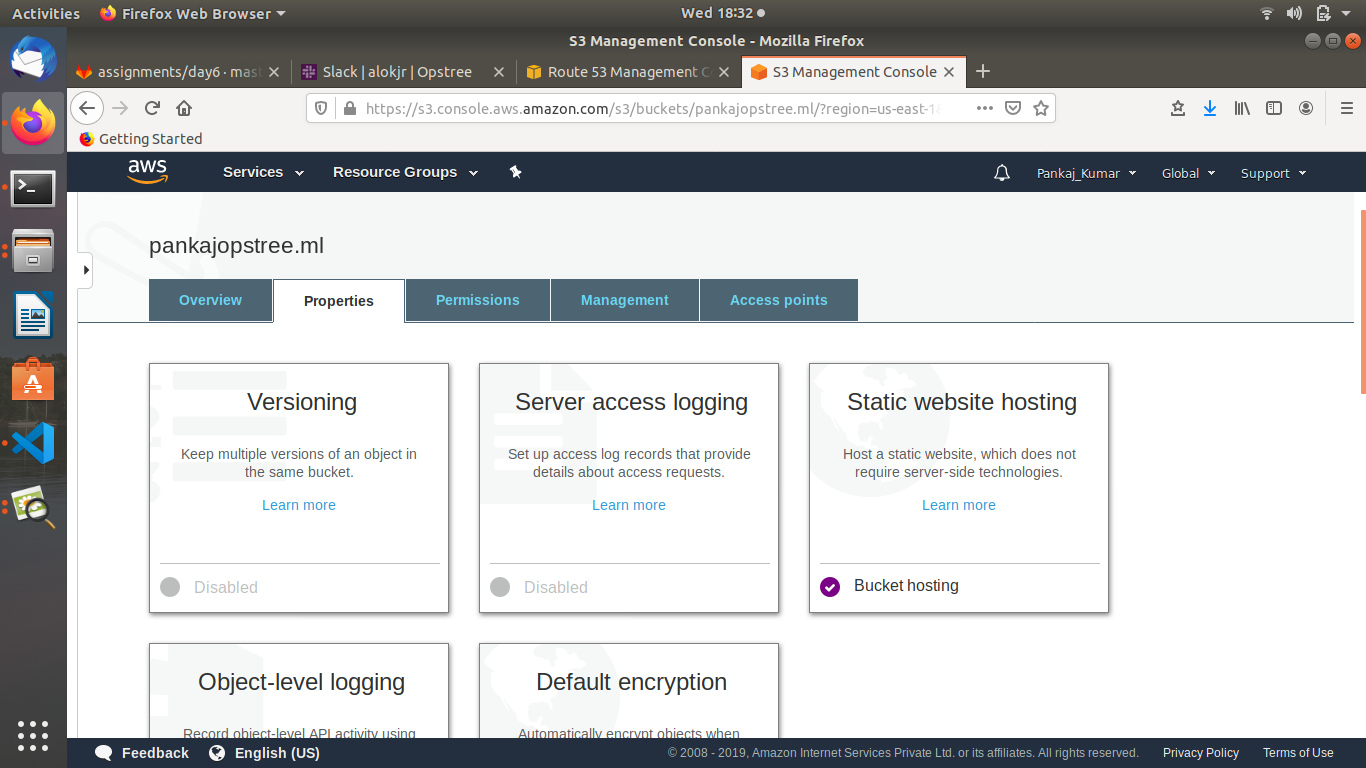 Activities Firefox Web Browser Wed 18:32
S3 Management Console - Mozilla Firefox
assignments/day6 · mast Slack | alokjr | Opstree Route 53 Management C S3 Management Console
https://s3.console.aws.amazon.com/s3/buckets/pankajopstree.ml/?region=us-east-1&
Getting Started
aws Services Resource Groups Pankaj_Kumar Global Support
pankajopstree.ml
Overview Properties Permissions Management Access points
Versioning
Keep multiple versions of an object in
the same bucket.
Learn more
Disabled
Server access logging
Set up access log records that provide
details about access requests.
Learn more
Disabled
Static website hosting
Host a static website, which does not
require server-side technologies.
Learn more
Bucket hosting
Object-level logging
Record object-level API activity using
Default encryption
Automatically encrypt objects when
Feedback English (US) © 2008 - 2019, Amazon Internet Services Private Ltd. or its affiliates. All rights reserved. Privacy Policy Terms of Use